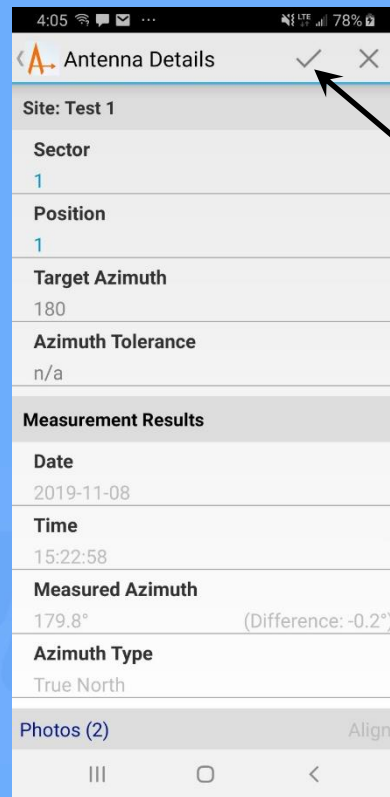 4:05 78%
Antenna Details
Site: Test 1
Sector
1
Position
1
Target Azimuth
180
Azimuth Tolerance
n/a
Measurement Results
Date
2019-11-08
Time
15:22:58
Measured Azimuth
179.8° (Difference: -0.2°)
Azimuth Type
True North
Photos (2) Align